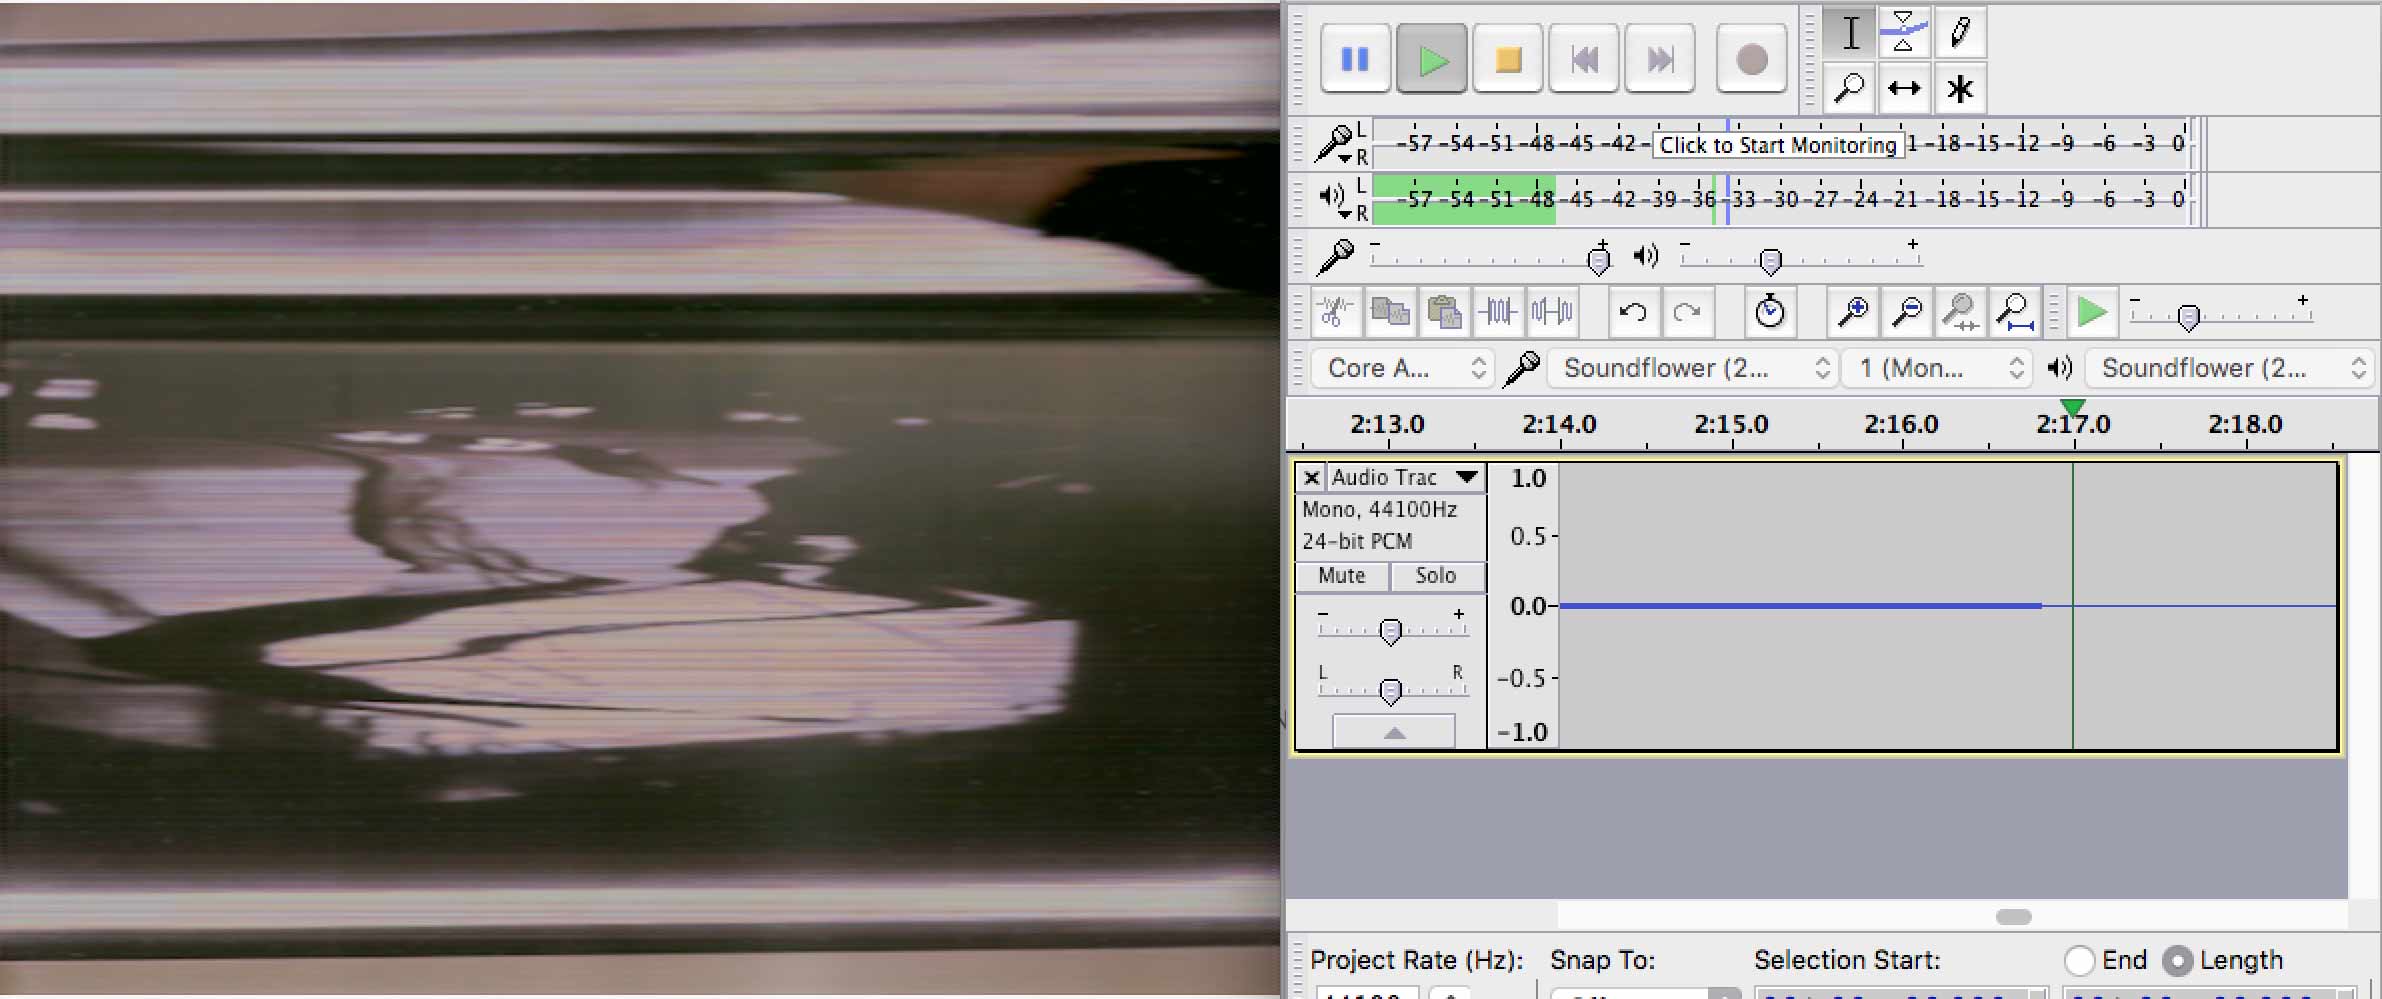 L
R
-57 -54 -51 -48 -45 -42 - Click to Start Monitoring 1 -18 -15 -12 -9 -6 -3 0
L
R
-57 -54 -51 -48 -45 -42 -39 -36 -33 -30 -27 -24 -21 -18 -15 -12 -9 -6 -3 0
- + - +
- +
Core A... Soundflower (2... 1 (Mon... Soundflower (2...
2:13.0 2:14.0 2:15.0 2:16.0 2:17.0 2:18.0
Audio Trac
Mono, 44100Hz
24-bit PCM
Mute Solo
- +
L R
1.0
0.5
0.0
-0.5
-1.0
Project Rate (Hz): Snap To: Selection Start: End Length
44100